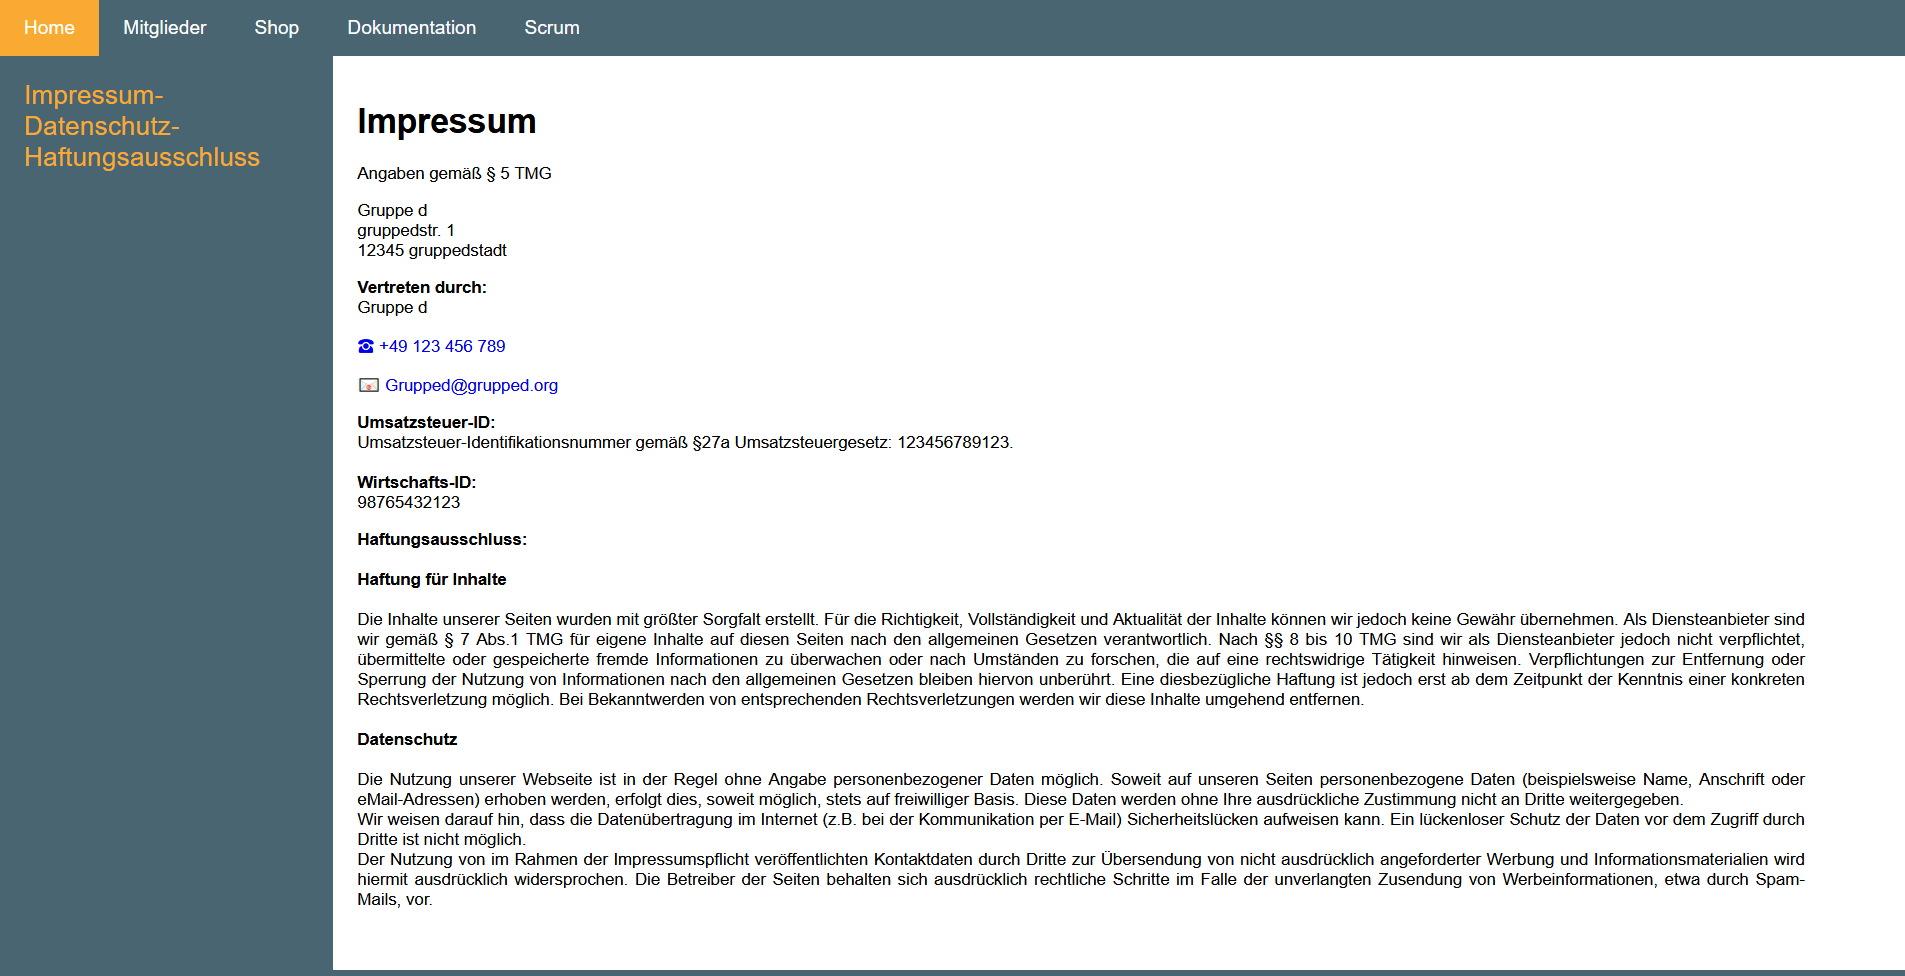 Home Mitglieder Shop Dokumentation Scrum
Impressum-
Datenschutz-
Haftungsausschluss
Impressum
Angaben gemäß § 5 TMG
Gruppe d
gruppedstr. 1
12345 gruppedstadt
Vertreten durch:
Gruppe d
☎ +49 123 456 789
📧 Grupped@grupped.org
Umsatzsteuer-ID:
Umsatzsteuer-Identifikationsnummer gemäß §27a Umsatzsteuergesetz: 123456789123.
Wirtschafts-ID:
98765432123
Haftungsausschluss:
Haftung für Inhalte
Die Inhalte unserer Seiten wurden mit größter Sorgfalt erstellt. Für die Richtigkeit, Vollständigkeit und Aktualität der Inhalte können wir jedoch keine Gewähr übernehmen. Als Diensteanbieter sind
wir gemäß § 7 Abs.1 TMG für eigene Inhalte auf diesen Seiten nach den allgemeinen Gesetzen verantwortlich. Nach §§ 8 bis 10 TMG sind wir als Diensteanbieter jedoch nicht verpflichtet,
übermittelte oder gespeicherte fremde Informationen zu überwachen oder nach Umständen zu forschen, die auf eine rechtswidrige Tätigkeit hinweisen. Verpflichtungen zur Entfernung oder
Sperrung der Nutzung von Informationen nach den allgemeinen Gesetzen bleiben hiervon unberührt. Eine diesbezügliche Haftung ist jedoch erst ab dem Zeitpunkt der Kenntnis einer konkreten
Rechtsverletzung möglich. Bei Bekanntwerden von entsprechenden Rechtsverletzungen werden wir diese Inhalte umgehend entfernen.
Datenschutz
Die Nutzung unserer Webseite ist in der Regel ohne Angabe personenbezogener Daten möglich. Soweit auf unseren Seiten personenbezogene Daten (beispielsweise Name, Anschrift oder
eMail-Adressen) erhoben werden, erfolgt dies, soweit möglich, stets auf freiwilliger Basis. Diese Daten werden ohne Ihre ausdrückliche Zustimmung nicht an Dritte weitergegeben.
Wir weisen darauf hin, dass die Datenübertragung im Internet (z.B. bei der Kommunikation per E-Mail) Sicherheitslücken aufweisen kann. Ein lückenloser Schutz der Daten vor dem Zugriff durch
Dritte ist nicht möglich.
Der Nutzung von im Rahmen der Impressumspflicht veröffentlichten Kontaktdaten durch Dritte zur Übersendung von nicht ausdrücklich angeforderter Werbung und Informationsmaterialien wird
hiermit ausdrücklich widersprochen. Die Betreiber der Seiten behalten sich ausdrücklich rechtliche Schritte im Falle der unverlangten Zusendung von Werbeinformationen, etwa durch Spam-
Mails, vor.